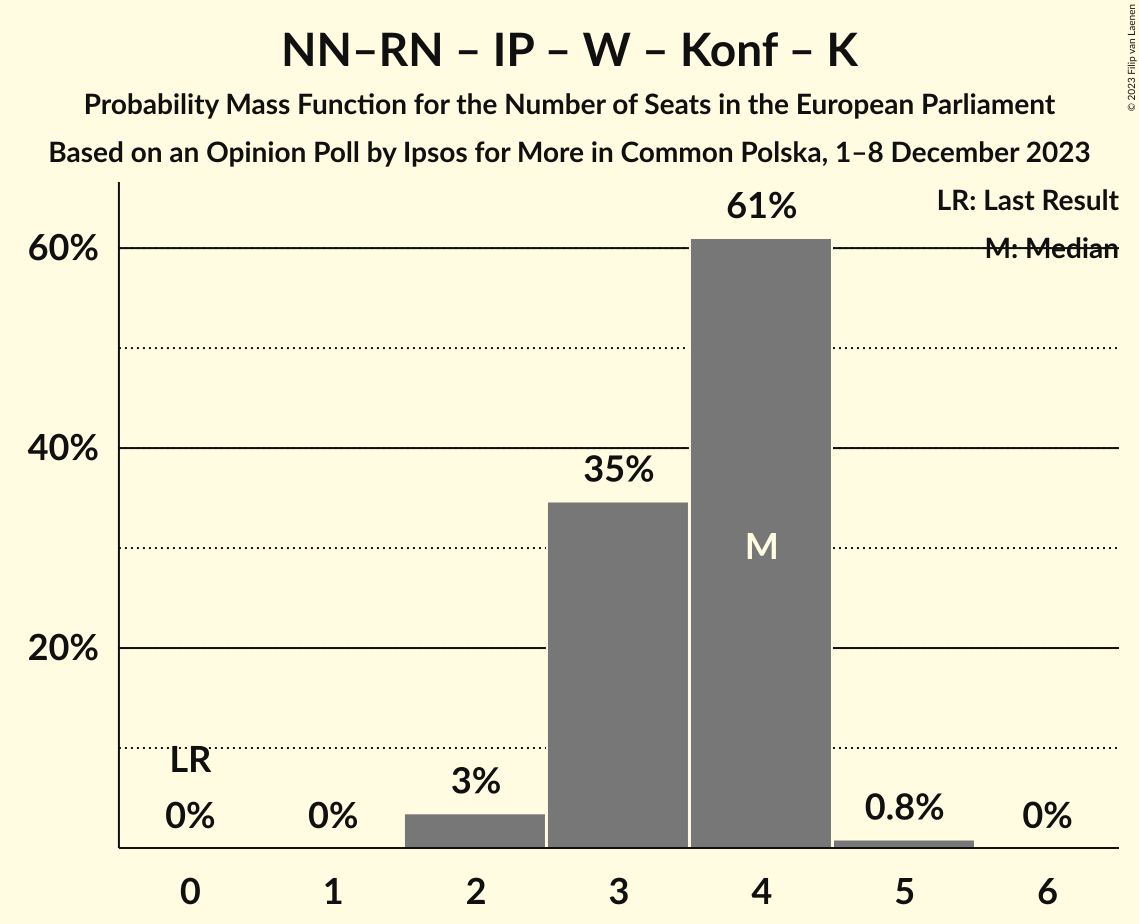 NN–RN – IP – W – Konf – K
Probability Mass Function for the Number of Seats in the European Parliament
Based on an Opinion Poll by Ipsos for More in Common Polska, 1–8 December 2023
© 2023 Filip van Laenen
LR: Last Result
M: Median
61%
60%
40%
35%
M
20%
LR
3%
0.8%
0%
0%
0%
0
1
2
3
4
5
6